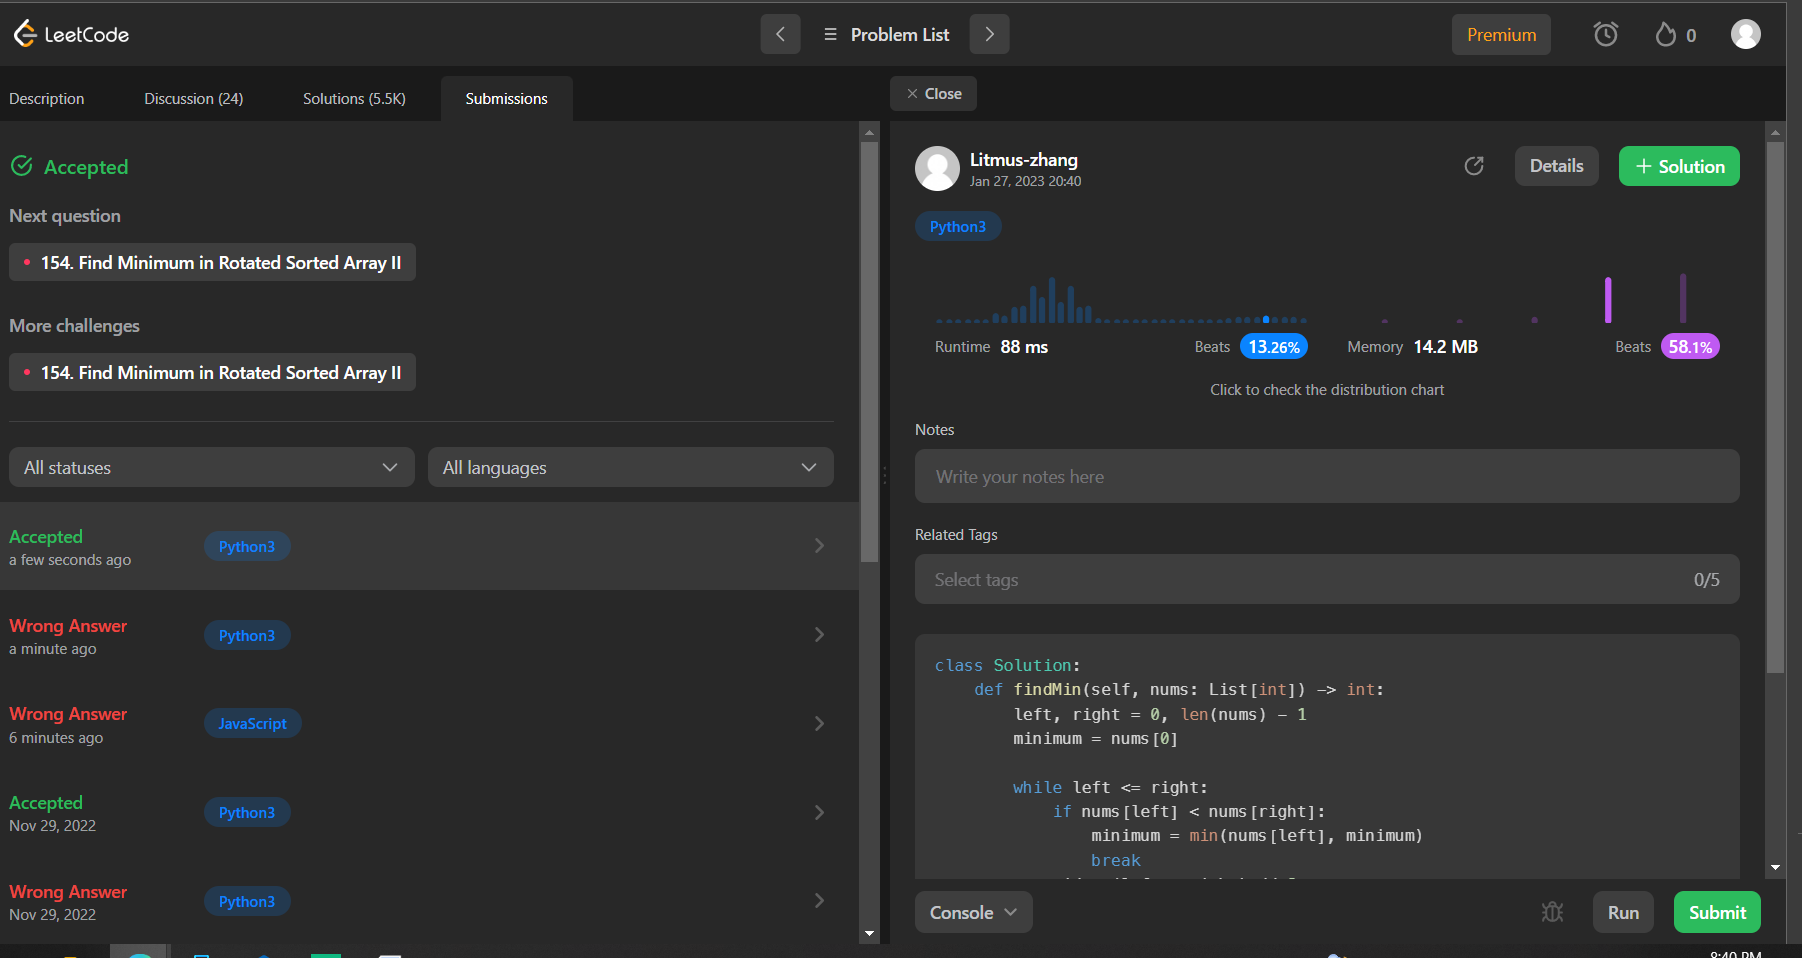 LeetCode
Problem List
Premium
0
Description
Discussion (24)
Solutions (5.5K)
Submissions
Close
Accepted
Next question
154. Find Minimum in Rotated Sorted Array II
More challenges
154. Find Minimum in Rotated Sorted Array II
All statuses
All languages
Accepted
a few seconds ago
Python3
Wrong Answer
a minute ago
Python3
Wrong Answer
6 minutes ago
JavaScript
Accepted
Nov 29, 2022
Python3
Wrong Answer
Nov 29, 2022
Python3
Litmus-zhang
Jan 27, 2023 20:40
Details
+ Solution
Python3
Runtime 88 ms
Beats 13.26%
Memory 14.2 MB
Beats 58.1%
Click to check the distribution chart
Notes
Write your notes here
Related Tags
Select tags
0/5
class Solution:
def findMin(self, nums: List[int]) -> int:
left, right = 0, len(nums) - 1
minimum = nums[0]
while left <= right:
if nums[left] < nums[right]:
minimum = min(nums[left], minimum)
break
Console
Run
Submit
8:40 PM